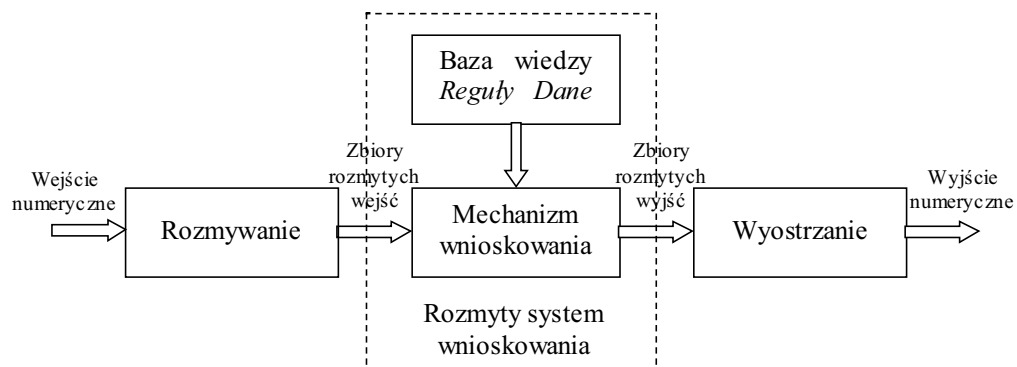 Baza wiedzy
Reguły Dane
Wejście
numeryczne
Rozmywanie
Zbiory
rozmytych
wejść
Mechanizm
wnioskowania
Zbiory
rozmytych
wyjść
Wyostrzanie
Wyjście
numeryczne
Rozmyty system
wnioskowania